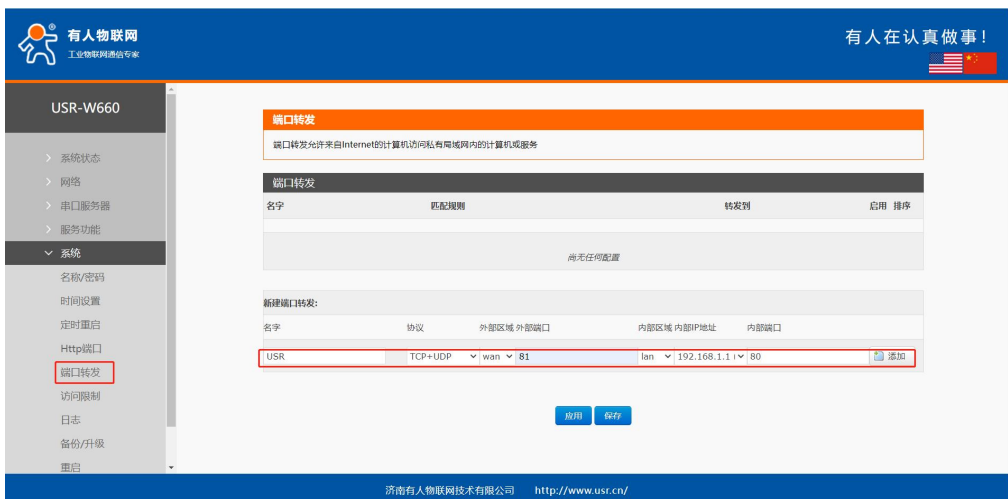 有人物联网
工业物联网通信专家
有人在认真做事！
USR-W660
系统状态
网络
串口服务器
服务功能
系统
名称/密码
时间设置
定时重启
Http端口
端口转发
访问限制
日志
备份/升级
重启
端口转发
端口转发允许来自Internet的计算机访问私有局域网内的计算机或服务
端口转发
名字 匹配规则 转发到 启用 排序
尚无任何配置
新建端口转发:
名字 协议 外部区域 外部端口 内部区域 内部IP地址 内部端口
USR TCP+UDP wan 81 lan 192.168.1.1 80 添加
应用 保存
济南有人物联网技术有限公司 http://www.usr.cn/